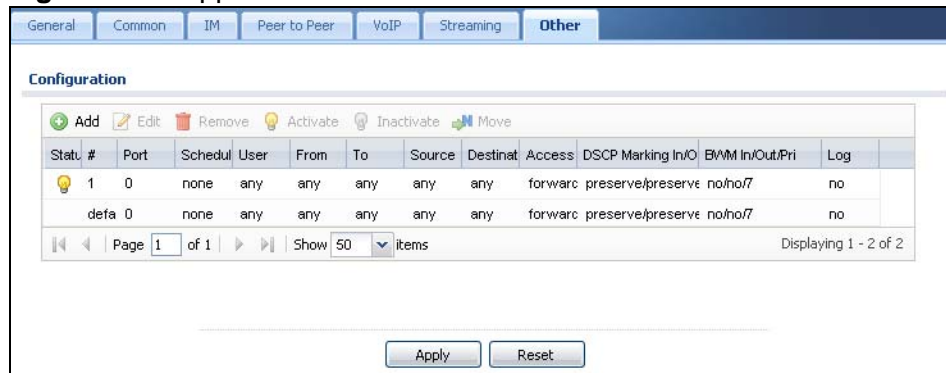 General Common IM Peer to Peer VoIP Streaming Other
Configuration
Add Edit Remove Activate Inactivate Move
Statu # Port Schedul User From To Source Destinat Access DSCP Marking In/O BWM In/Out/Pri Log
1 0 none any any any any any forwarc preserve/preserve no/no/7 no
defa 0 none any any any any any forwarc preserve/preserve no/no/7 no
Page 1 of 1 Show 50 items Displaying 1 - 2 of 2
Apply Reset